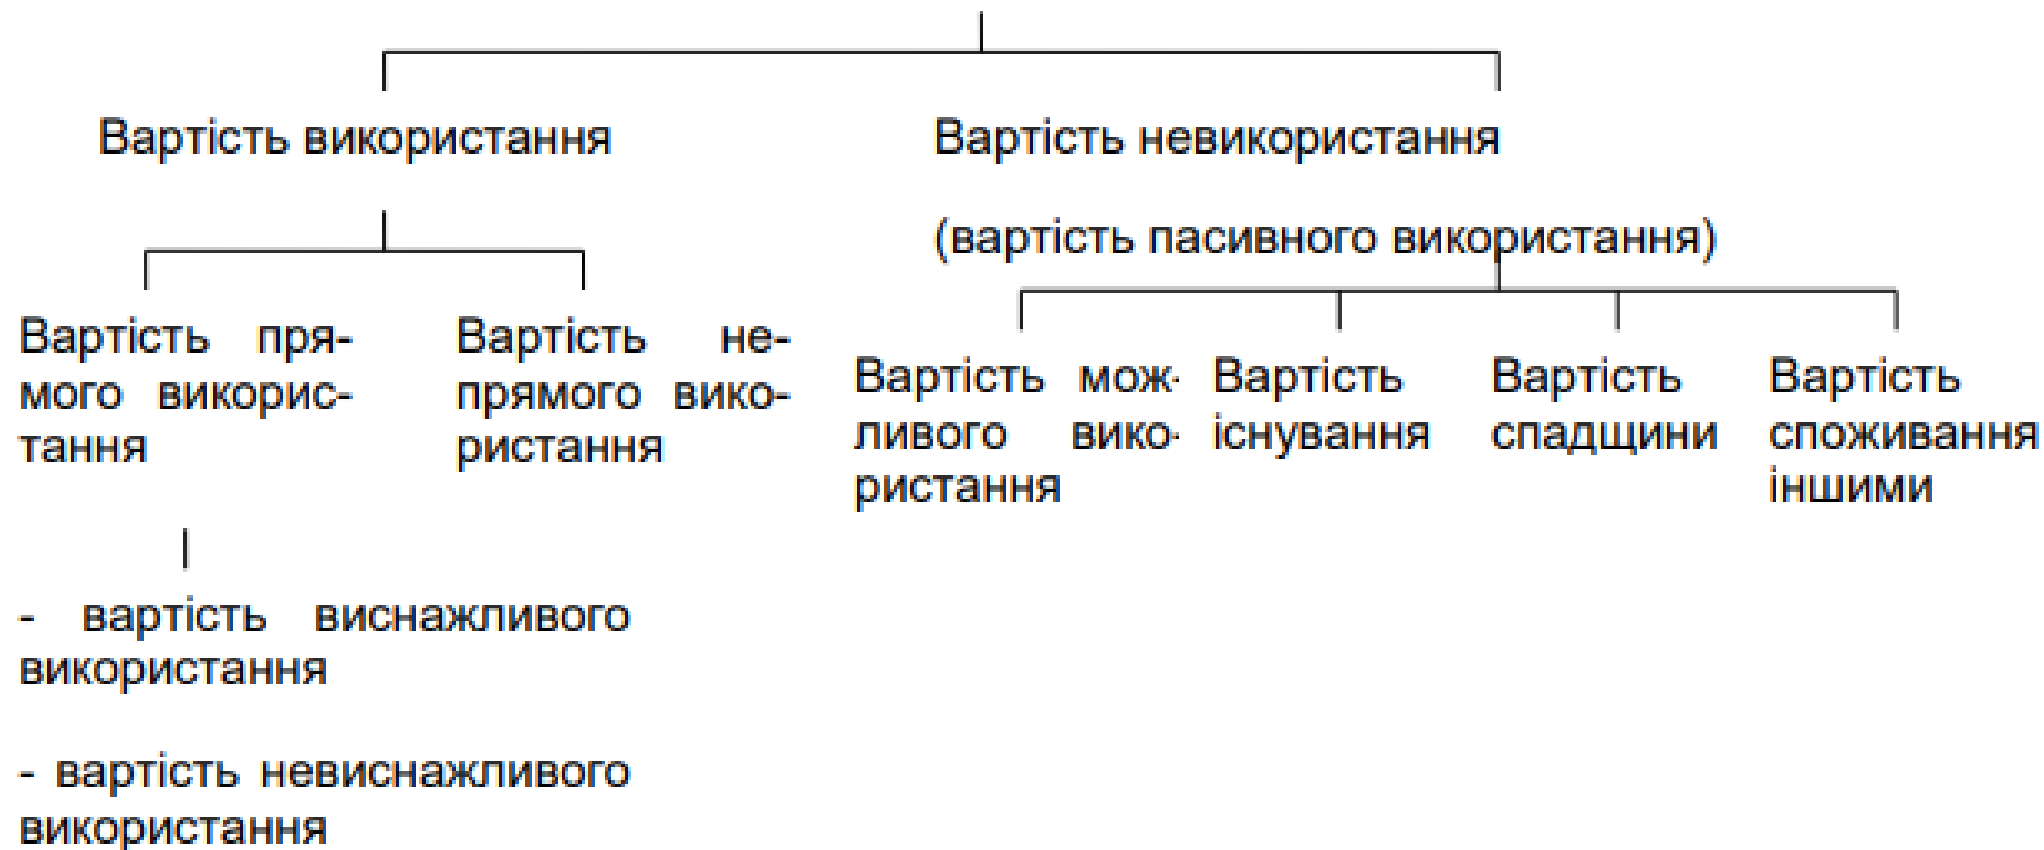 Вартість використання
Вартість невикористання
(вартість пасивного використання)
Вартість пря-
мого викорис-
тання
Вартість не-
прямого вико-
ристання
Вартість мож-
ливого вико-
ристання
Вартість
існування
Вартість
спадщини
Вартість
споживання
іншими
- вартість виснажливого
використання
- вартість невиснажливого
використання